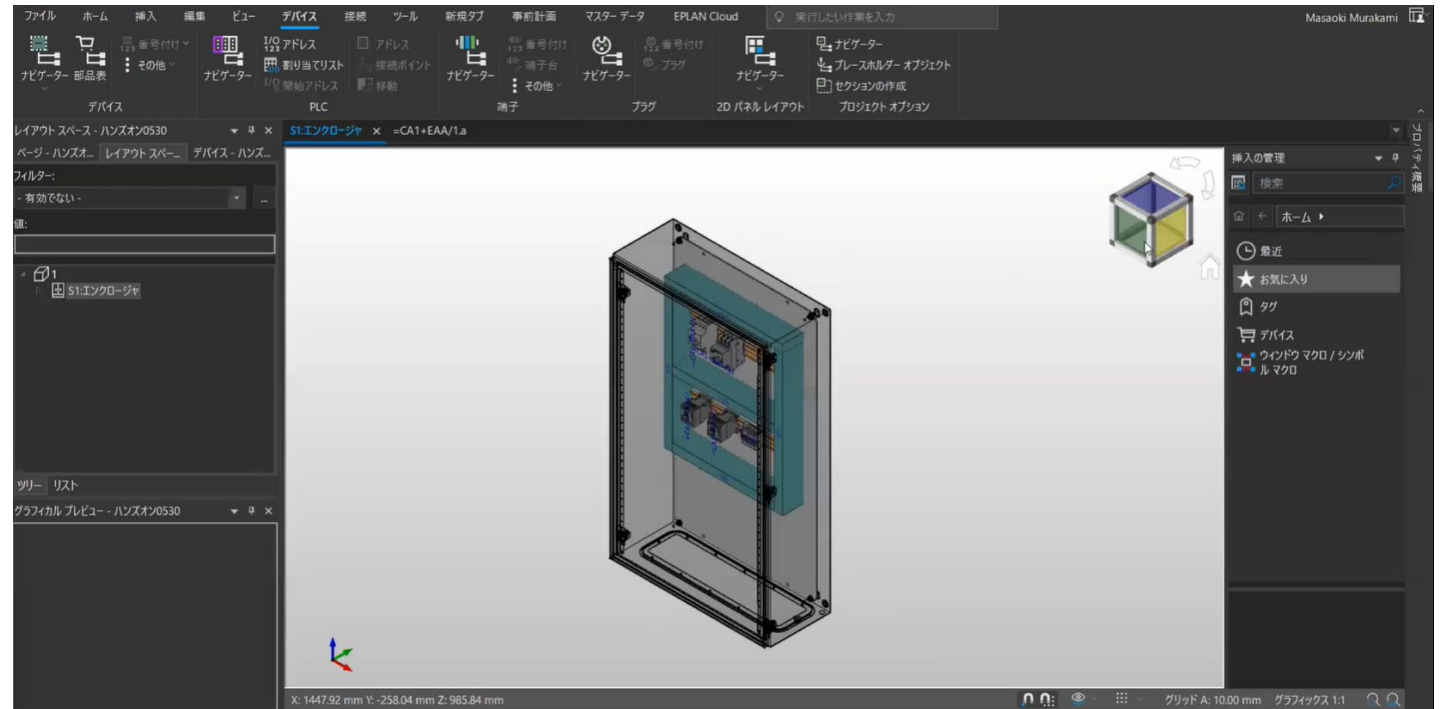 ファイル ホーム 挿入 編集 ビュー デバイス 接続 ツール 新規タブ 事前計画 マスター データ EPLAN Cloud 実行したい作業を入力 Masaoki Murakami
番号付け I/O 123 アドレス アドレス 番号付け 番号付け ナビゲーター
その他 割り当てリスト 接続ポイント 端子台 プラグ プレースホルダー オブジェクト
ナビゲーター 部品表 ナビゲーター 開始アドレス 移動 ナビゲーター その他 ナビゲーター ナビゲーター セクションの作成
デバイス PLC 端子 プラグ 2D パネル レイアウト プロジェクト オプション
レイアウト スペース - ハンズオン0530 S1:エンクロージャ =CA1+EAA/1.a
ページ - ハンズオ... レイアウト スペー... デバイス - ハンズ... 挿入の管理
プロパティ概要
フィルター:
- 有効でない - ... 検索
値:
ホーム
1
S1:エンクロージャ
最近
お気に入り
タグ
デバイス
ウィンドウ マクロ / シンボ
ル マクロ
ツリー リスト
グラフィカル プレビュー - ハンズオン0530
X: 1447.92 mm Y: -258.04 mm Z: 985.84 mm グリッド A: 10.00 mm グラフィックス 1:1